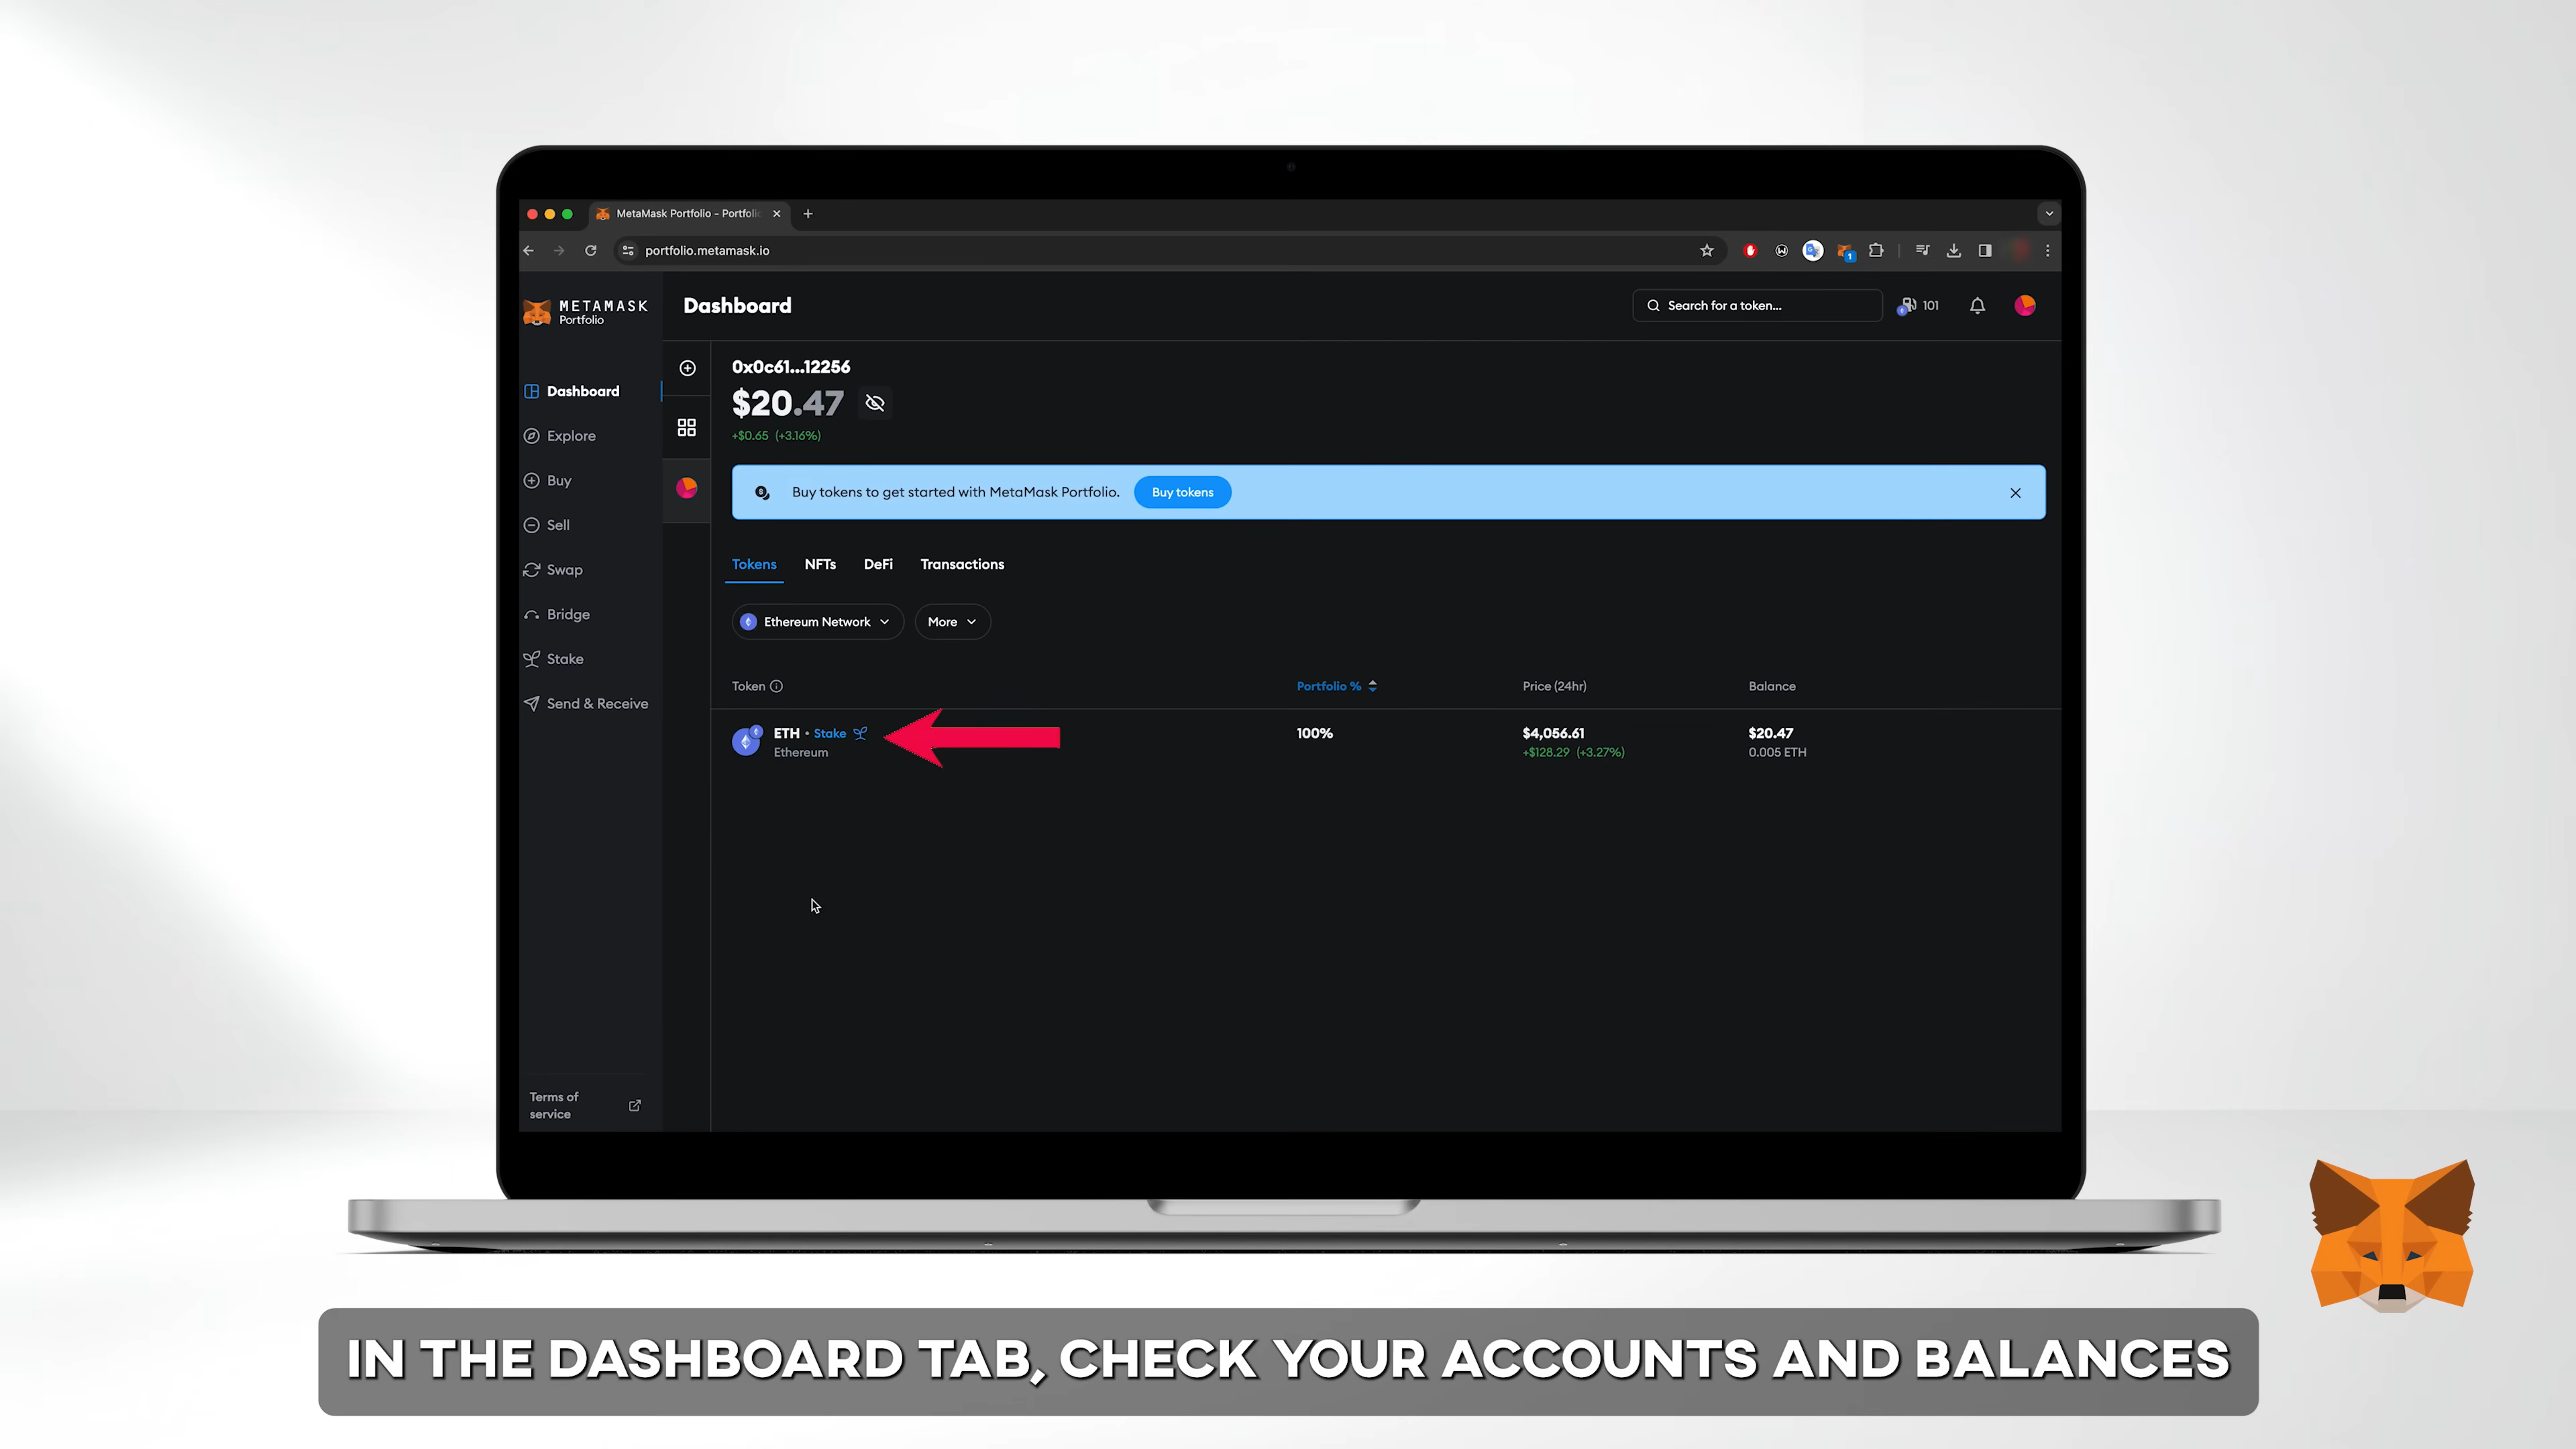 MetaMask Portfolio - Portfolio
portfolio.metamask.io
1
METAMASK
Portfolio
Dashboard
Search for a token...
101
Dashboard
Explore
Buy
Sell
Swap
Bridge
Stake
Send & Receive
Terms of
service
0x0c61...12256
$20.47
+$0.65 (+3.16%)
Buy tokens to get started with MetaMask Portfolio.
Buy tokens
Tokens NFTs DeFi Transactions
Ethereum Network More
Token Portfolio % Price (24hr) Balance
ETH • Stake 100% $4,056.61 $20.47
Ethereum +$128.29 (+3.27%) 0.005 ETH
IN THE DASHBOARD TAB, CHECK YOUR ACCOUNTS AND BALANCES